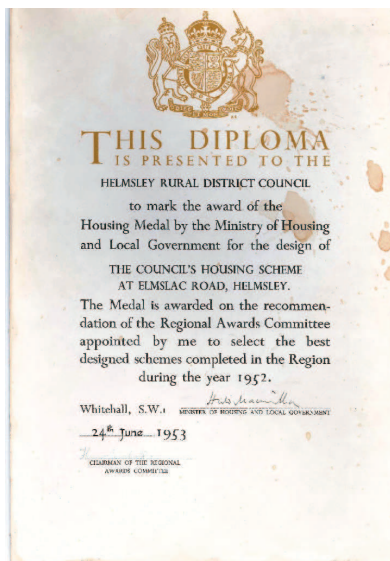 THIS DIPLOMA
IS PRESENTED TO THE
HELMSLEY RURAL DISTRICT COUNCIL
to mark the award of the
Housing Medal by the Ministry of Housing
and Local Government for the design of
THE COUNCIL'S HOUSING SCHEME
AT ELMSLAC ROAD, HELMSLEY.
The Medal is awarded on the recommen-
dation of the Regional Awards Committee
appointed by me to select the best
designed schemes completed in the Region
during the year 1952.
Macmillan
Whitehall, S.W.1 MINISTER OF HOUSING AND LOCAL GOVERNMENT
24th June 1953
CHAIRMAN OF THE REGIONAL
AWARDS COMMITTEE